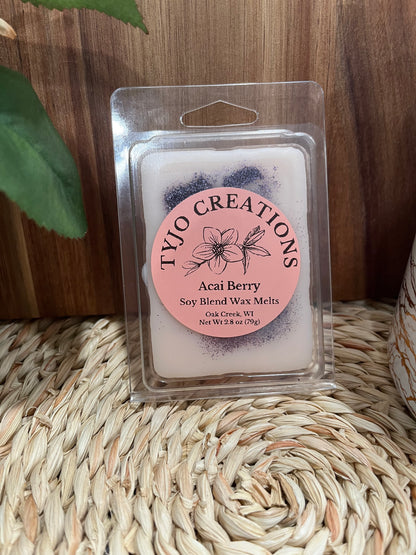 TYJO CREATIONS
Acai Berry
Soy Blend Wax Melts
Oak Creek, WI
Net Wt 2.8 oz (79g)